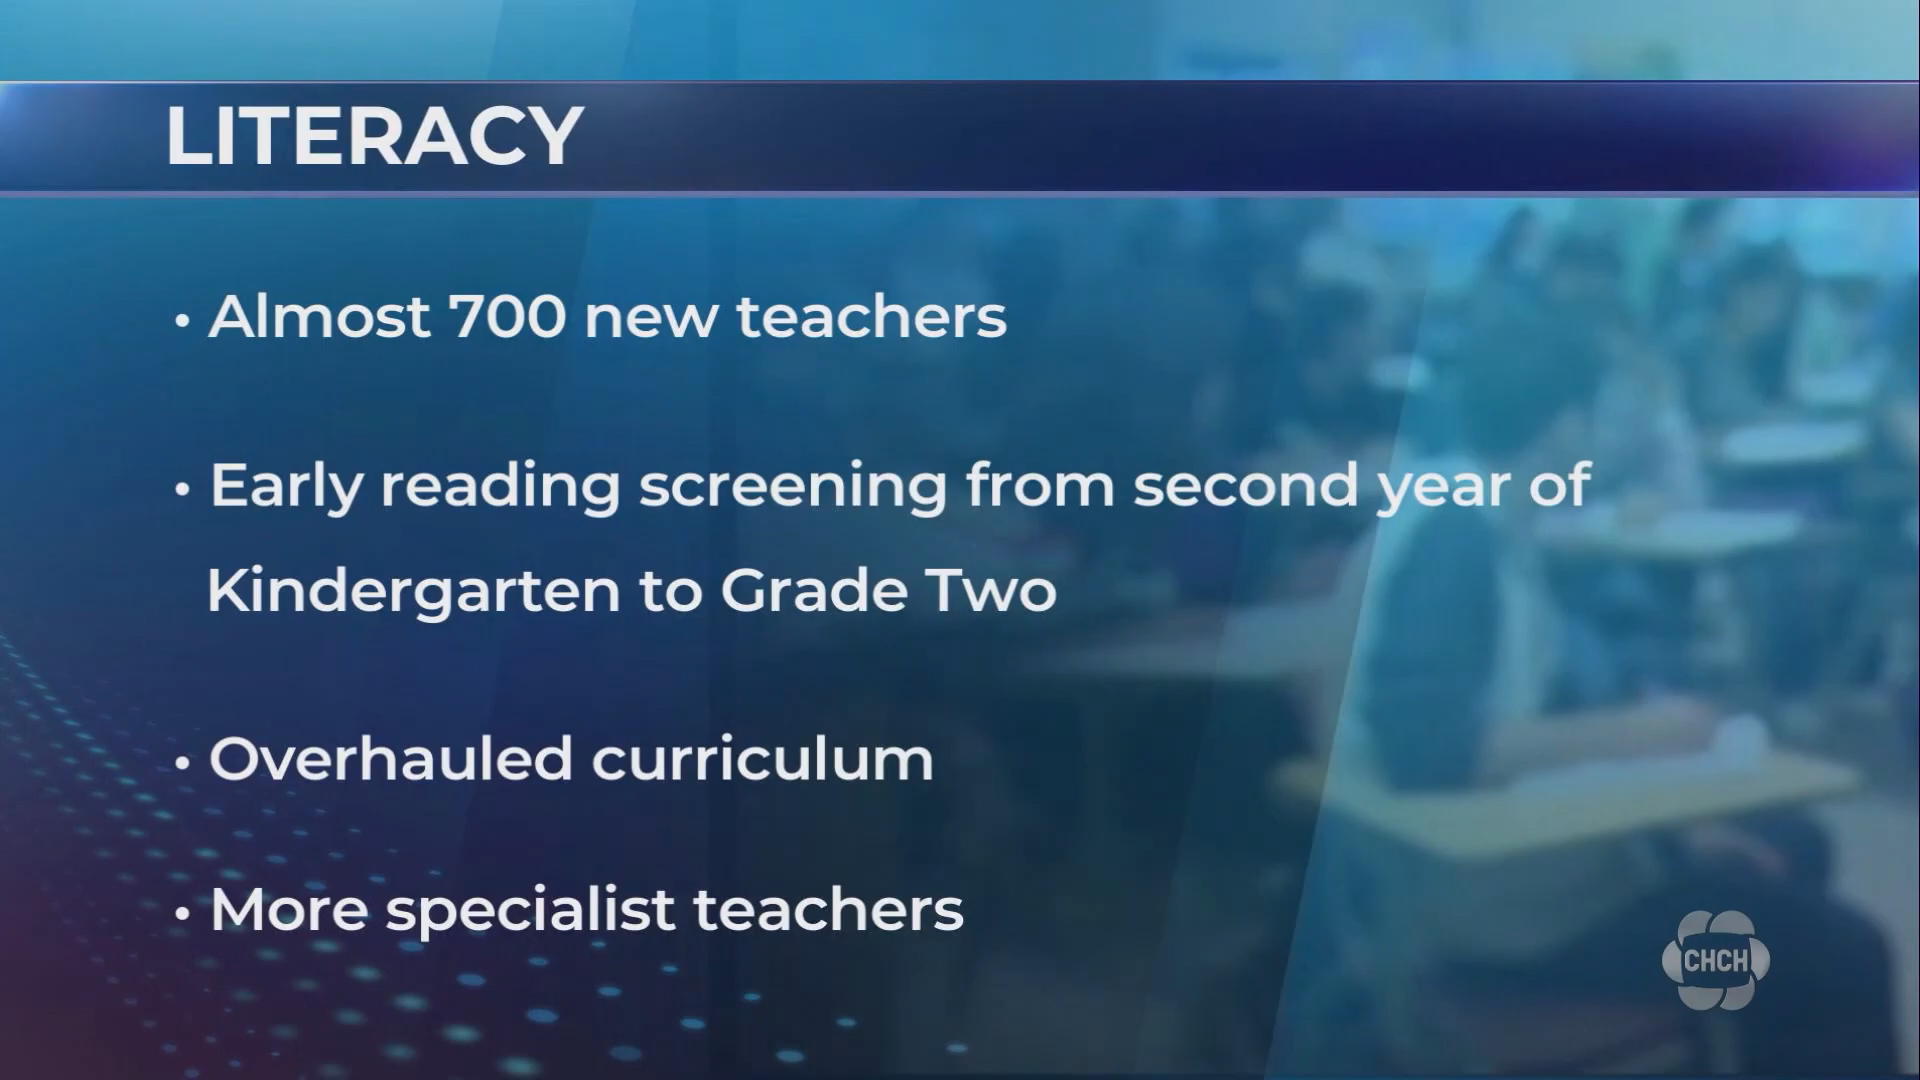 LITERACY
• Almost 700 new teachers
• Early reading screening from second year of
Kindergarten to Grade Two
• Overhauled curriculum
• More specialist teachers
CHCH